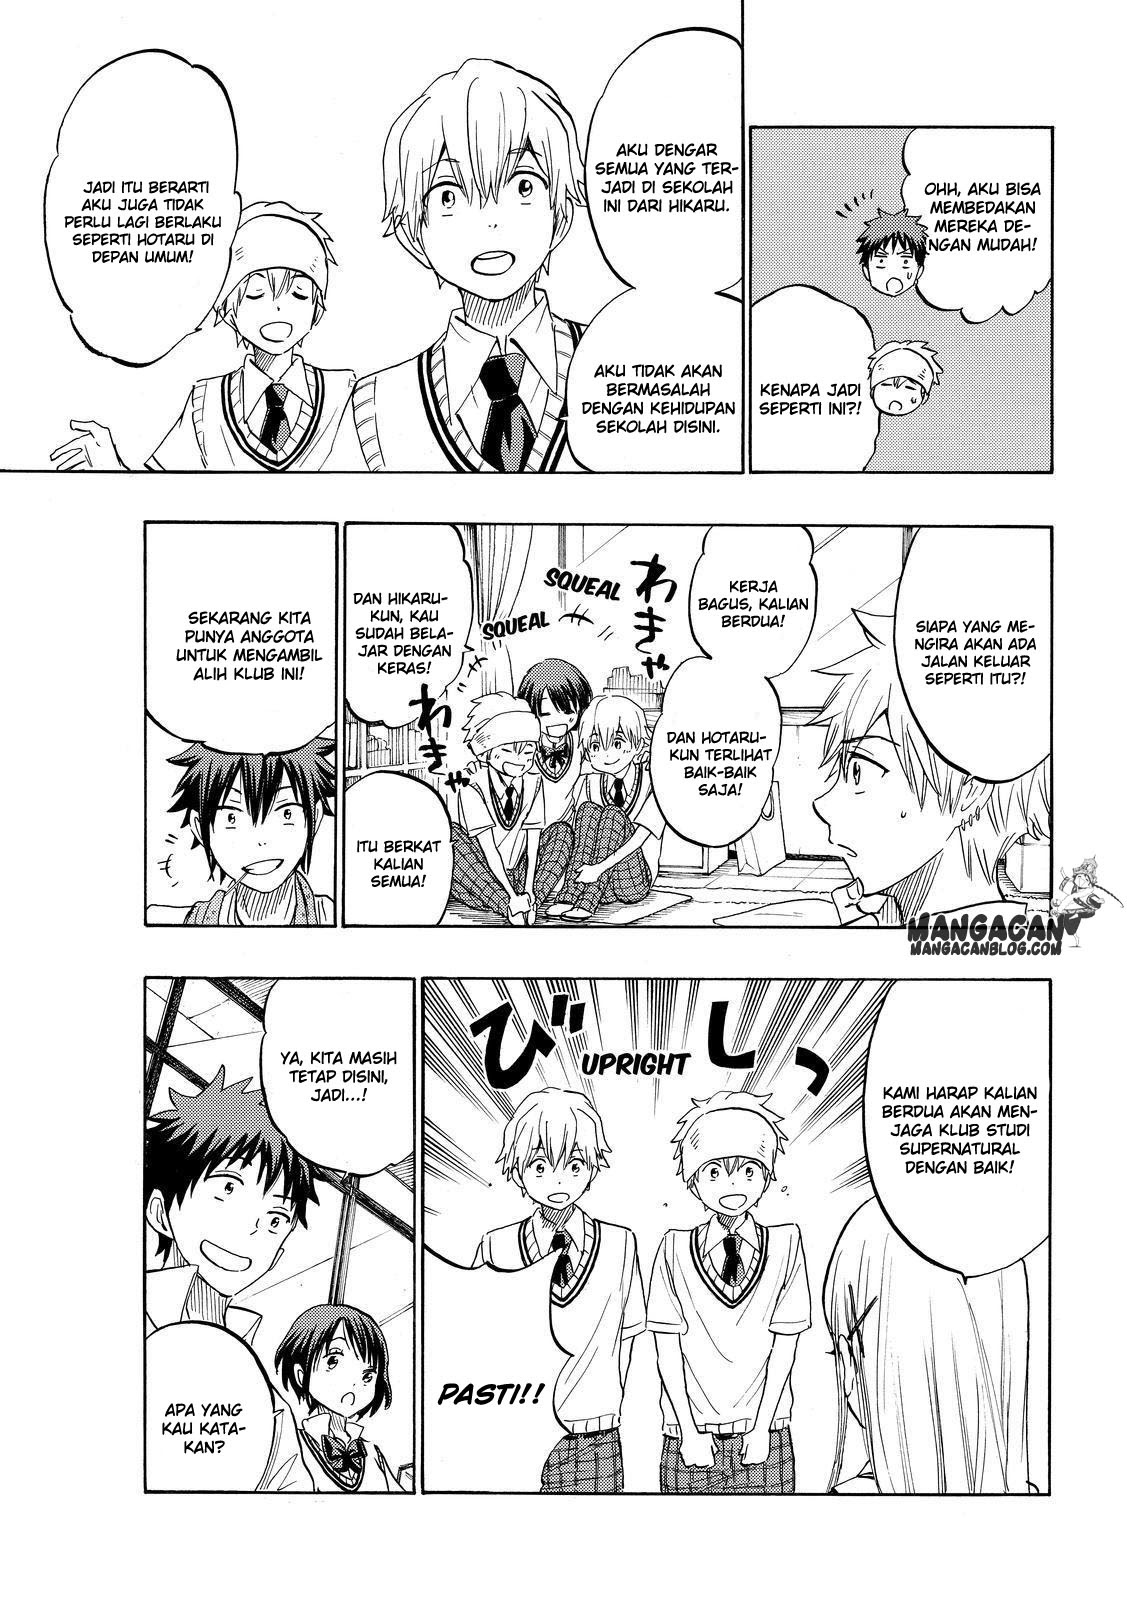 OHH, AKU BISA
MEMBEDAKAN
MEREKA DE-
NGAN MUDAH!
KENAPA JADI
SEPERTI INI?!
AKU DENGAR
SEMUA YANG TER-
JADI DI SEKOLAH
INI DARI HIKARU.
AKU TIDAK AKAN
BERMASALAH
DENGAN KEHIDUPAN
SEKOLAH DISINI.
JADI ITU BERARTI
AKU JUGA TIDAK
PERLU LAGI BERLAKU
SEPERTI HOTARU DI
DEPAN UMUM!
SIAPA YANG ME-
NGIRA AKAN ADA
JALAN KELUAR
SEPERTI ITU?!
KERJA
BAGUS, KALIAN
BERDUA!
DAN HOTARU-
KUN TERLIHAT
BAIK-BAIK
SAJA!
わきゃ
SQUEAL
SQUEAL
わきゃ
DAN HIKARU-
KUN, KAU
SUDAH BELA-
JAR DENGAN
KERAS!
ITU BERKAT
KALIAN
SEMUA!
SEKARANG KITA
PUNYA ANGGOTA
UNTUK MENGAMBIL
ALIH KLUB INI!
MANGACAN
MANGACANBLOG.COM
KAMI HARAP KALIAN
BERDUA AKAN MEN-
JAGA KLUB STUDI
SUPERNATURAL
DENGAN BAIK!
びしっ
UPRIGHT
PASTI!!
YA, KITA MASIH
TETAP DISINI,
JADI...!
APA YANG
KAU KATA-
KAN?